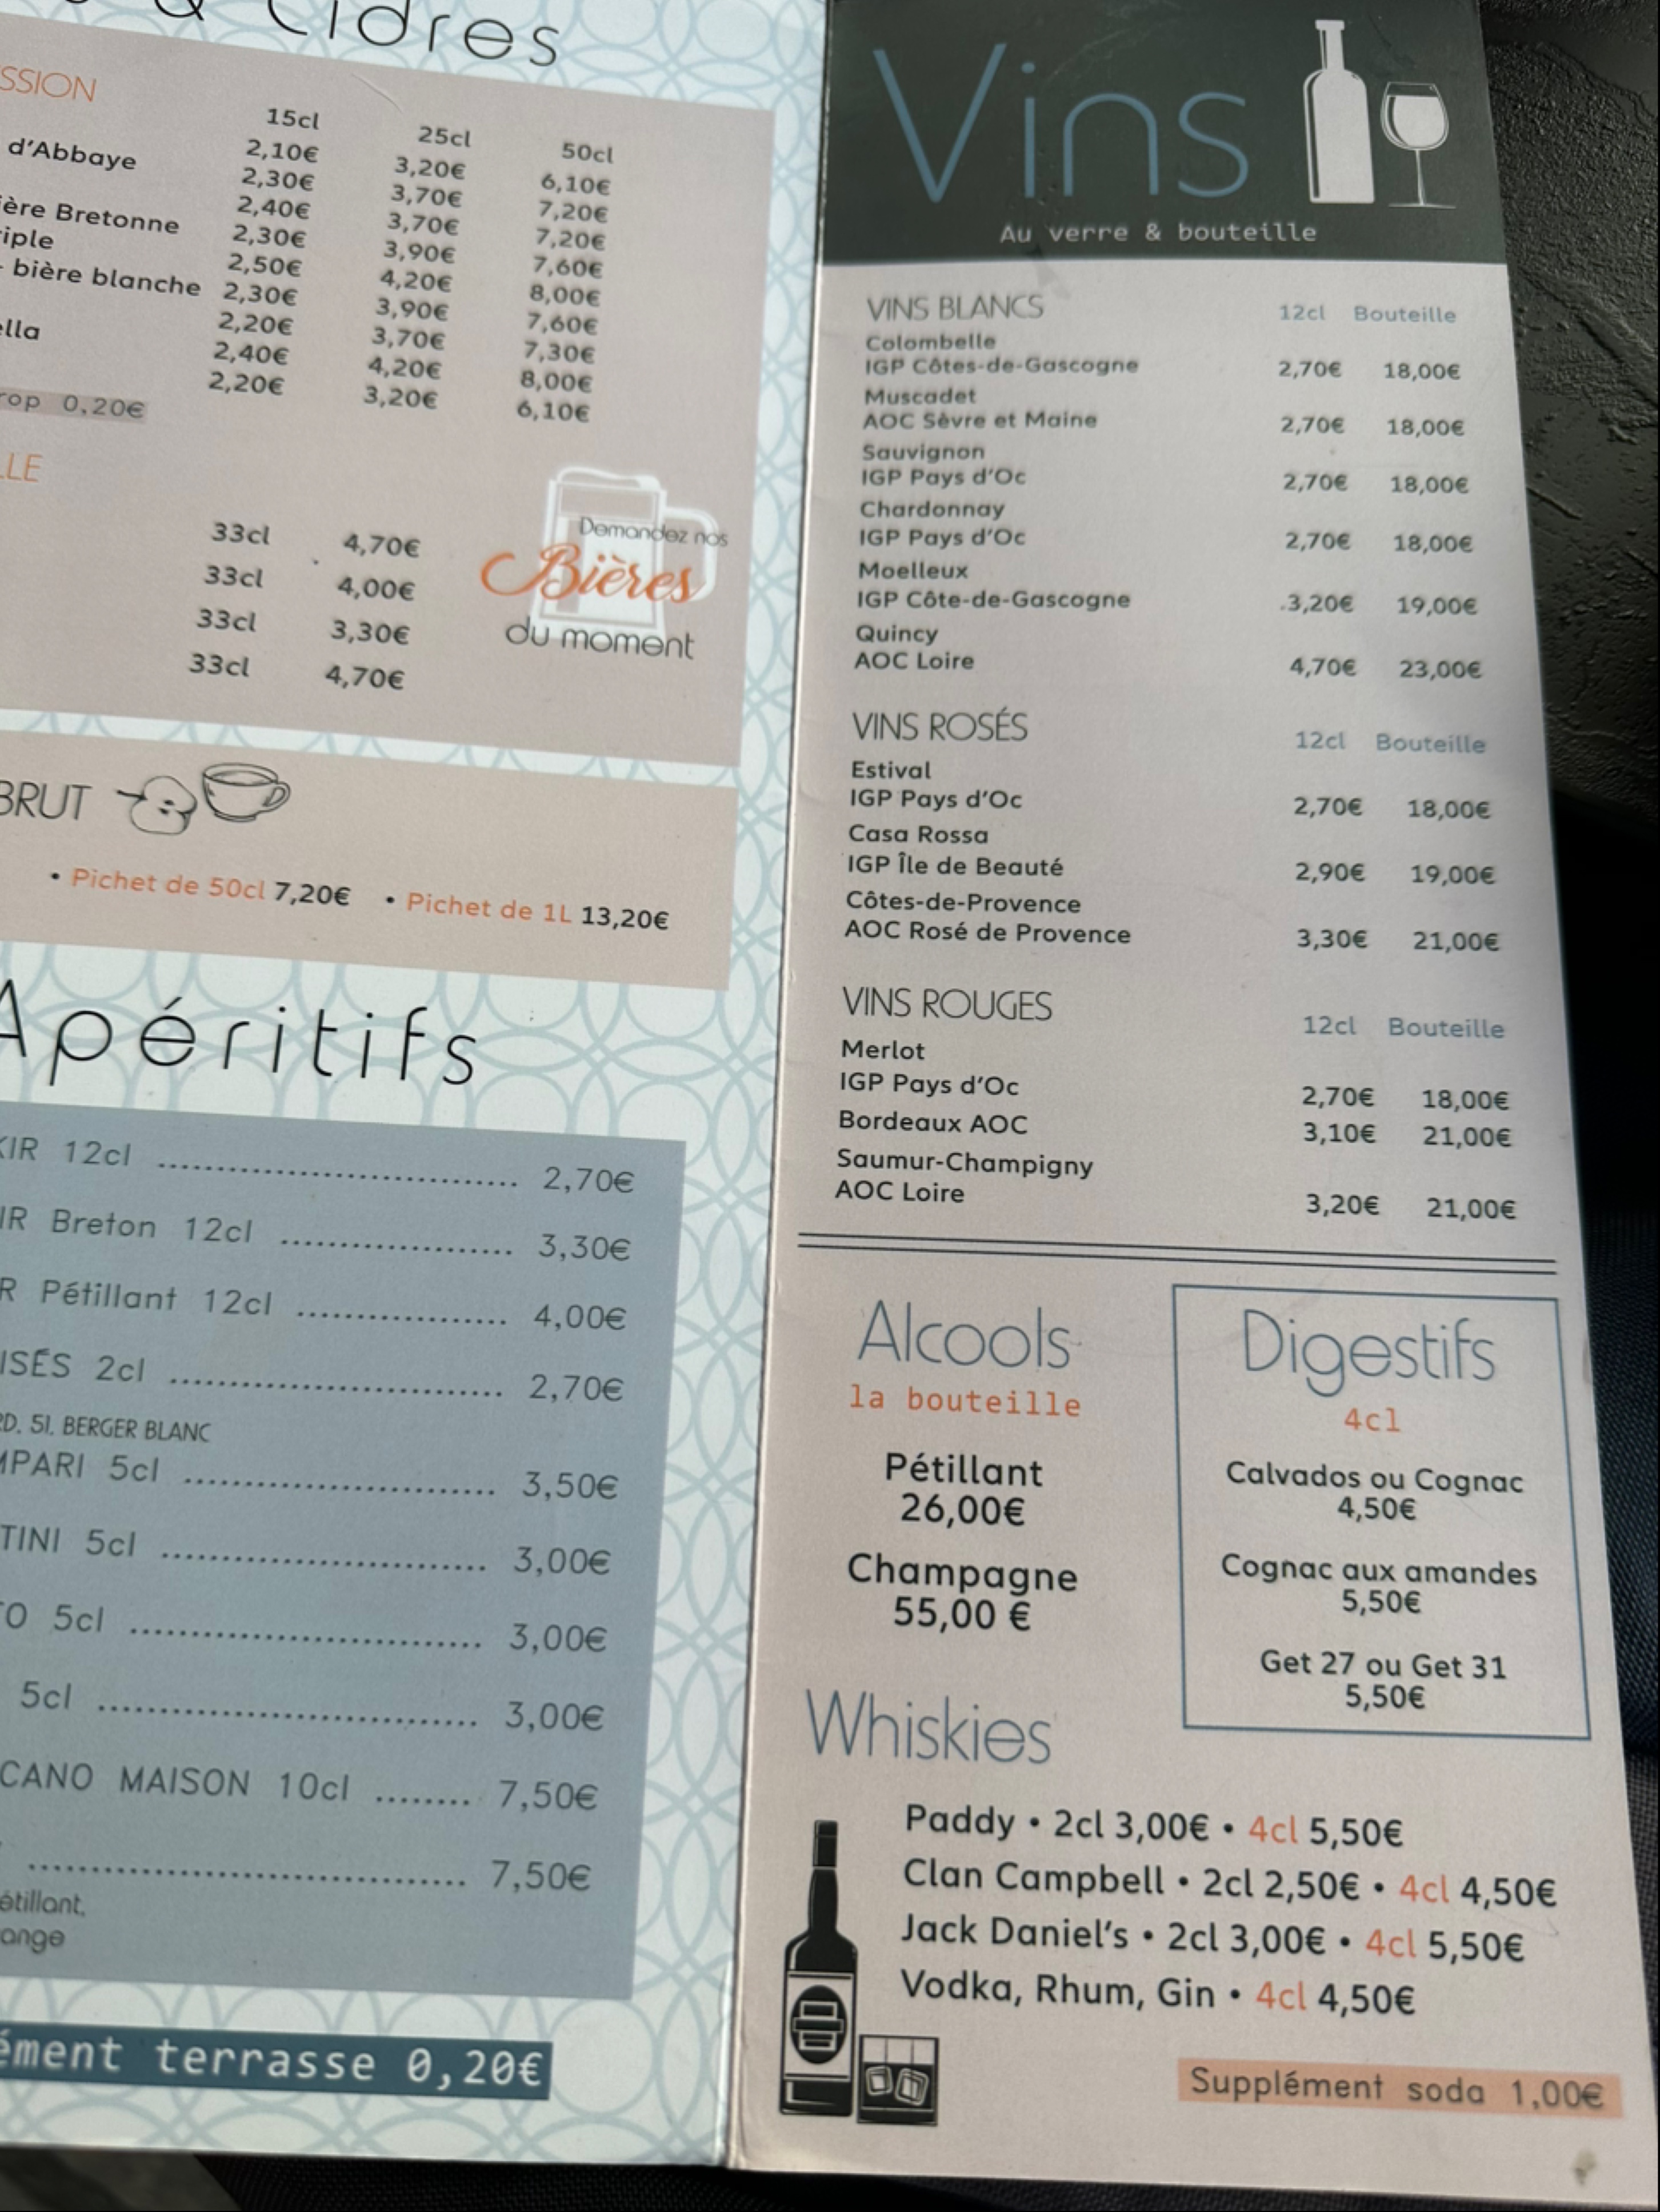 & Cidres
15cl 25cl 50cl
2,10€ 3,20€ 6,10€
d'Abbaye 2,30€ 3,70€ 7,20€
2,40€ 3,70€ 7,20€
Bretonne 2,30€ 3,90€ 7,60€
2,50€ 4,20€ 8,00€
bière blanche 2,30€ 3,90€ 7,60€
2,20€ 3,70€ 7,30€
2,40€ 4,20€ 8,00€
2,20€ 3,20€ 6,10€
0,20€
33cl 4,70€
33cl 4,00€
33cl 3,30€
33cl 4,70€
Demandez nos
Bières
du moment
BRUT
• Pichet de 50cl 7,20€ • Pichet de 1L 13,20€
Apéritifs
KIR 12cl 2,70€
Breton 12cl 3,30€
Pétillant 12cl 4,00€
2cl 2,70€
51, BERGER BLANC
5cl 3,50€
5cl 3,00€
5cl 3,00€
5cl 3,00€
MAISON 10cl 7,50€
7,50€
terrasse 0,20€
Vins
Au verre & bouteille
VINS BLANCS 12cl Bouteille
Colombelle
IGP Côtes-de-Gascogne 2,70€ 18,00€
Muscadet
AOC Sèvre et Maine 2,70€ 18,00€
Sauvignon
IGP Pays d'Oc 2,70€ 18,00€
Chardonnay
IGP Pays d'Oc 2,70€ 18,00€
Moelleux
IGP Côte-de-Gascogne .3,20€ 19,00€
Quincy
AOC Loire 4,70€ 23,00€
VINS ROSÉS 12cl Bouteille
Estival
IGP Pays d'Oc 2,70€ 18,00€
Casa Rossa
IGP Île de Beauté 2,90€ 19,00€
Côtes-de-Provence
AOC Rosé de Provence 3,30€ 21,00€
VINS ROUGES 12cl Bouteille
Merlot
IGP Pays d'Oc 2,70€ 18,00€
Bordeaux AOC 3,10€ 21,00€
Saumur-Champigny
AOC Loire 3,20€ 21,00€
Alcools
la bouteille
Pétillant
26,00€
Champagne
55,00 €
Digestifs
4cl
Calvados ou Cognac
4,50€
Cognac aux amandes
5,50€
Get 27 ou Get 31
5,50€
Whiskies
Paddy • 2cl 3,00€ • 4cl 5,50€
Clan Campbell • 2cl 2,50€ • 4cl 4,50€
Jack Daniel's • 2cl 3,00€ • 4cl 5,50€
Vodka, Rhum, Gin • 4cl 4,50€
Supplément soda 1,00€